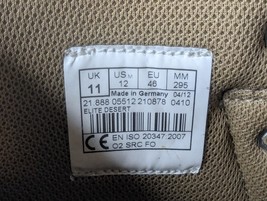 UK US M EU MM
11 12 46 295
Made in Germany 04/12
21.888 05512 210878 0410
ELITE DESERT
CE EN ISO 20347:2007
O2 SRC FO